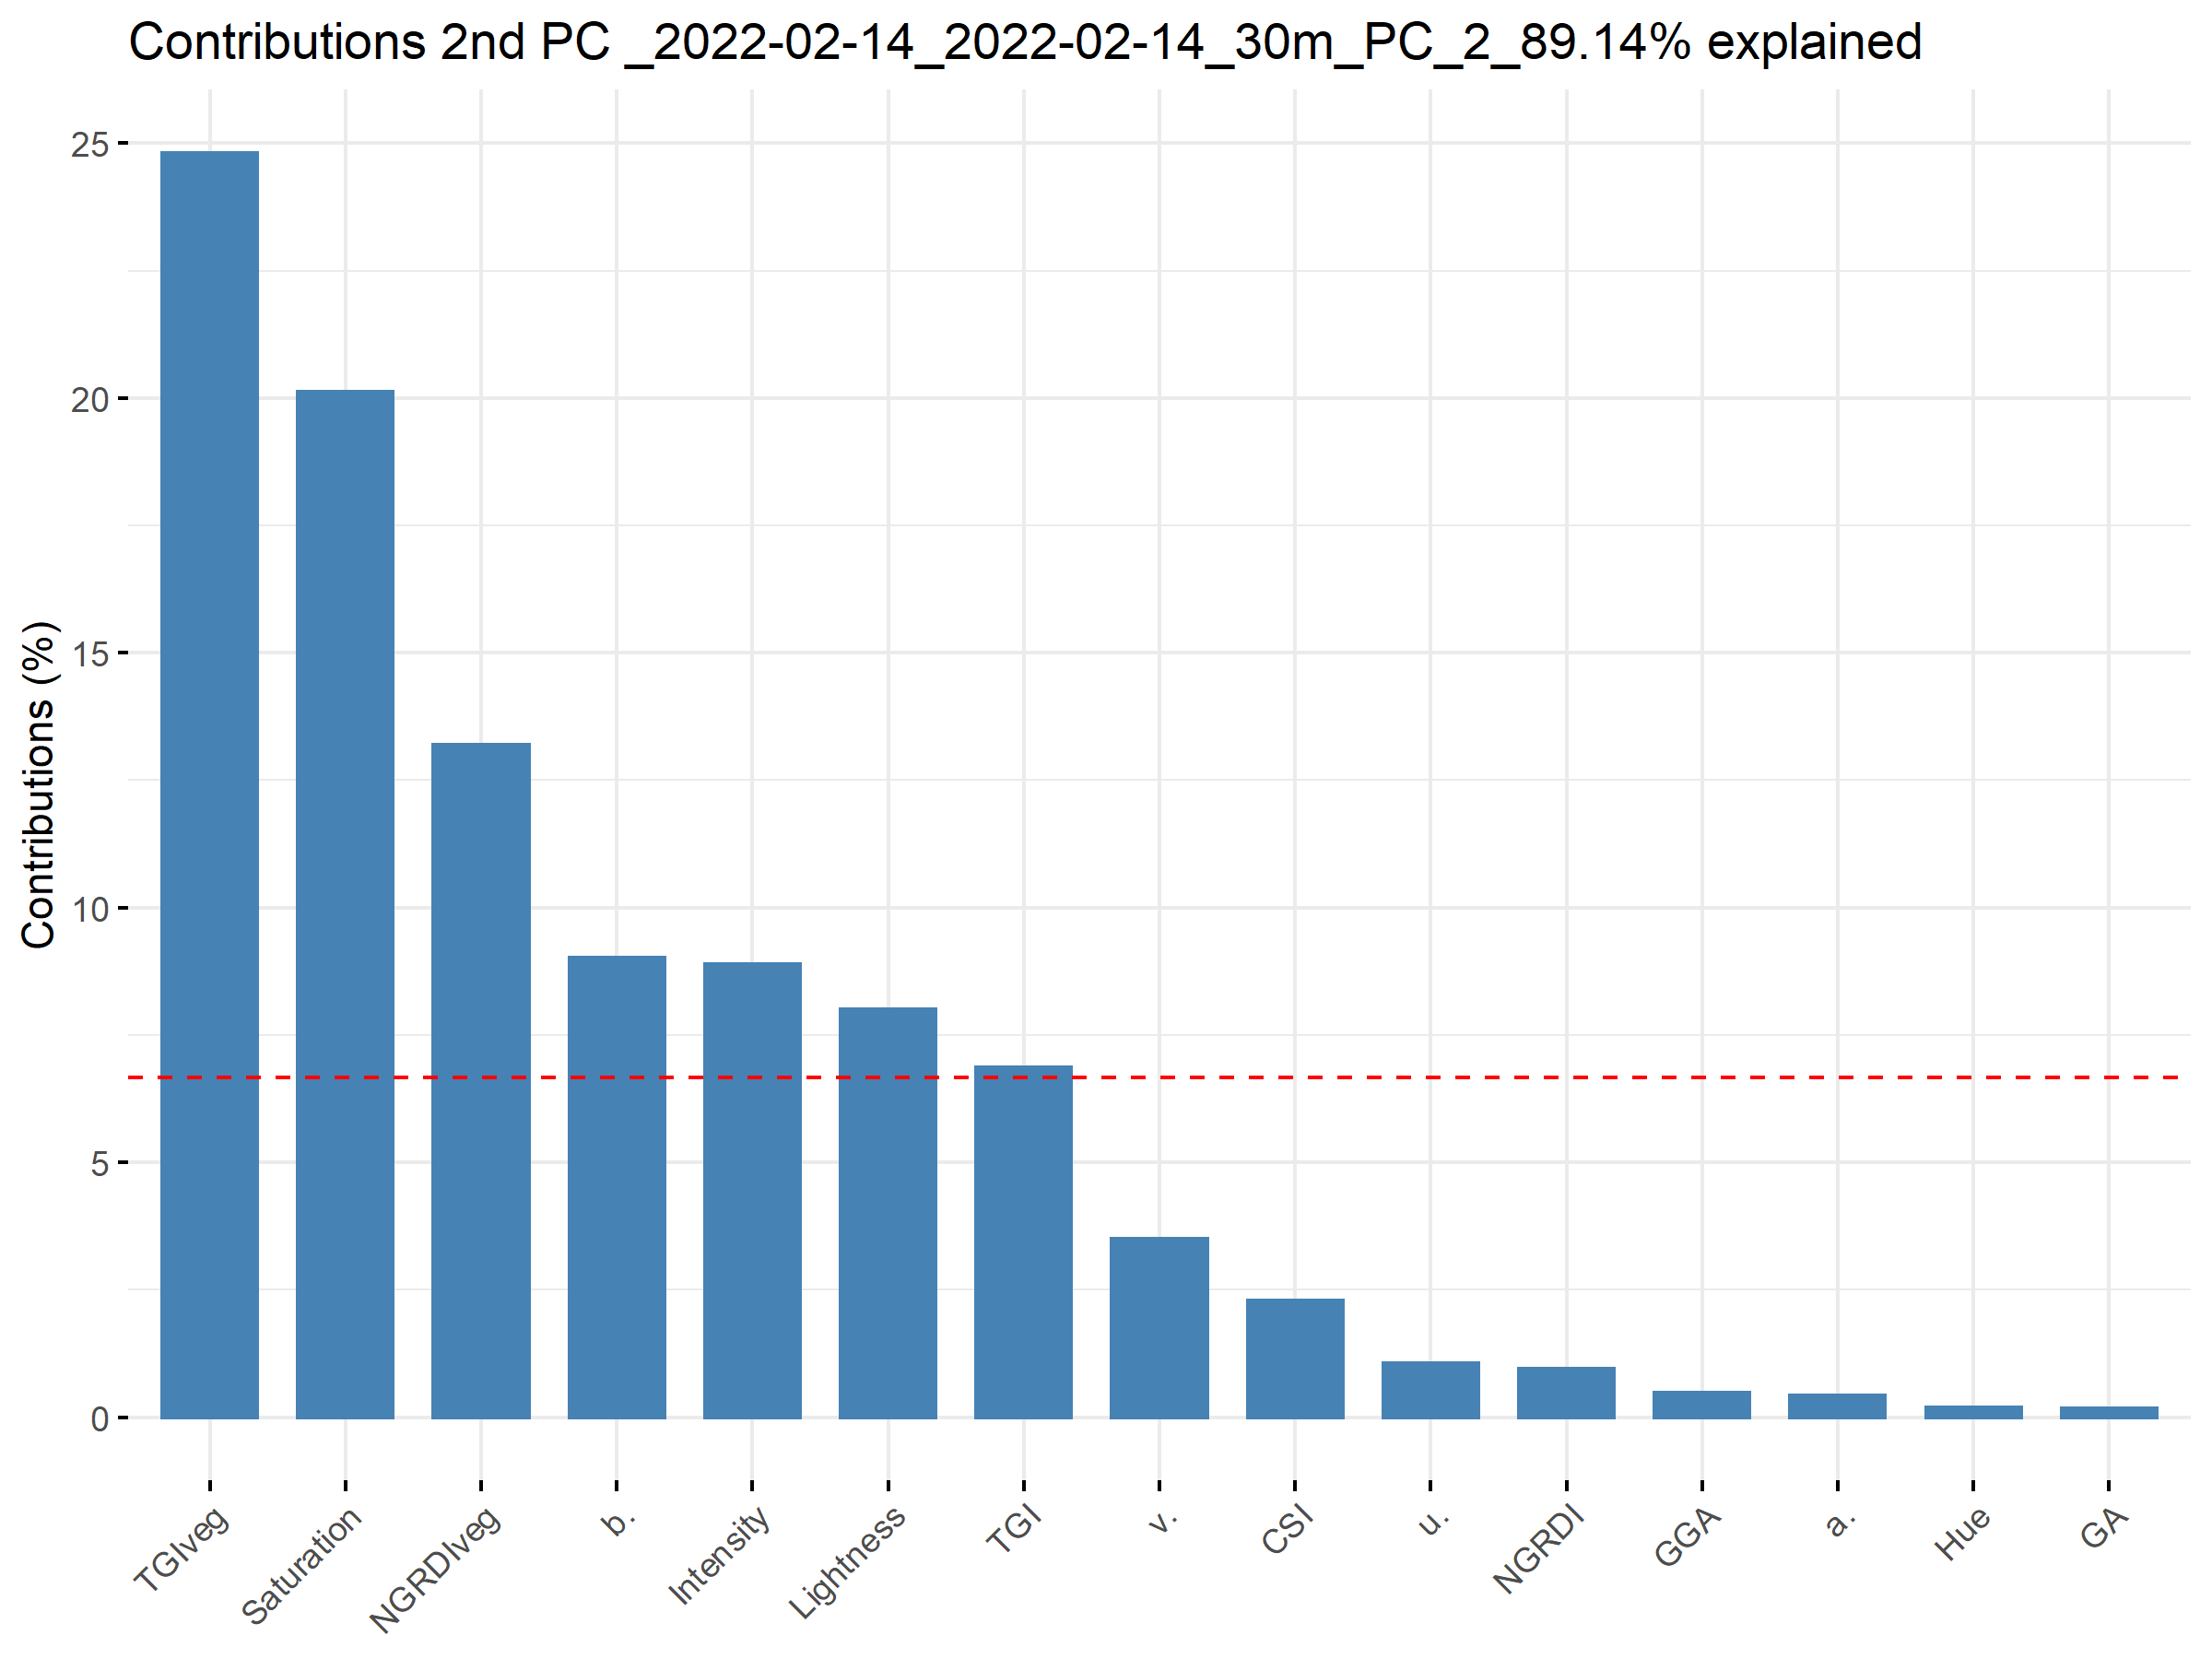 Contributions 2nd PC _2022-02-14_2022-02-14_30m_PC_2_89.14% explained
Contributions (%)
25
20
15
10
5
0
TGIveg
Saturation
NGRDIveg
b.
Intensity
Lightness
TGI
v.
CSI
u.
NGRDI
GGA
a.
Hue
GA